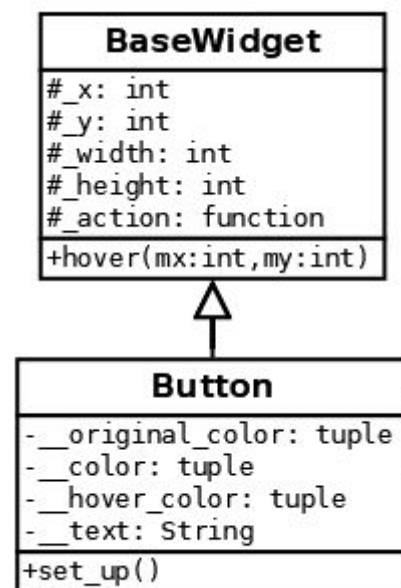 BaseWidget
#_x: int
#_y: int
#_width: int
#_height: int
#_action: function
+hover(mx:int,my:int)
Button
-__original_color: tuple
-__color: tuple
-__hover_color: tuple
-__text: String
+set_up()